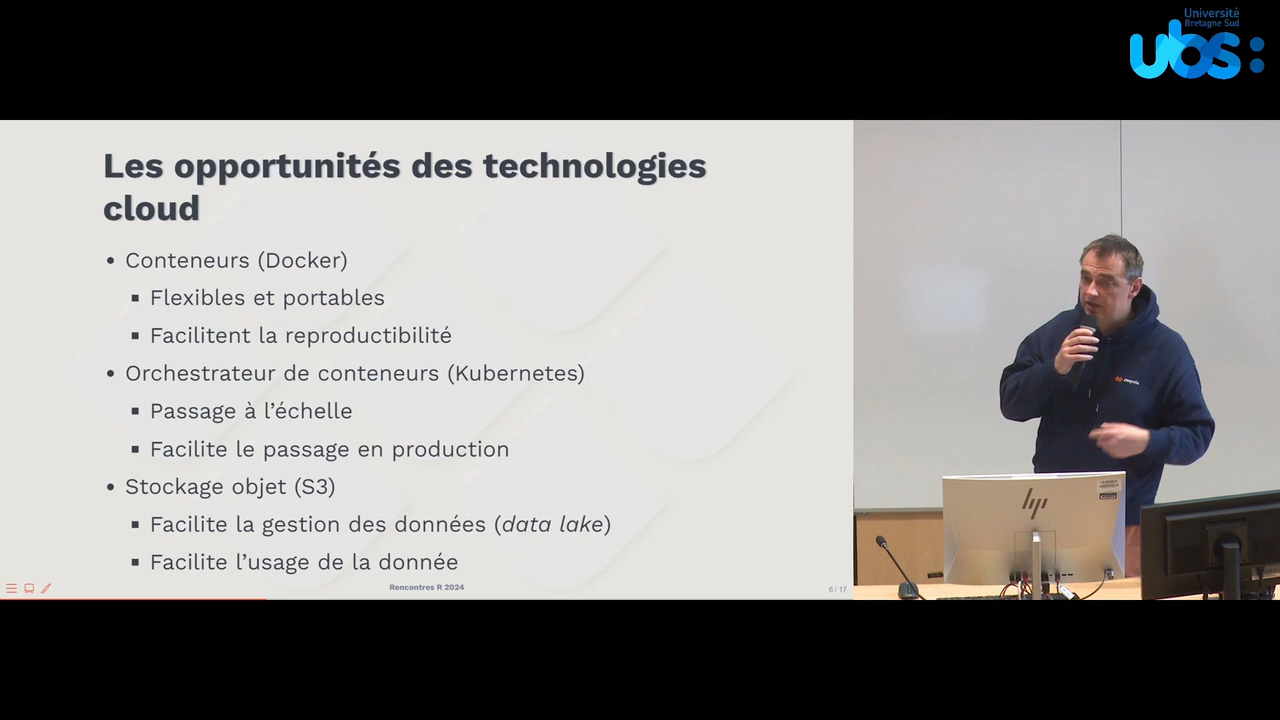 Université
Bretagne Sud
ubs:
Les opportunités des technologies
cloud
• Conteneurs (Docker)
▪ Flexibles et portables
▪ Facilitent la reproductibilité
• Orchestrateur de conteneurs (Kubernetes)
▪ Passage à l’échelle
▪ Facilite le passage en production
• Stockage objet (S3)
▪ Facilite la gestion des données (data lake)
▪ Facilite l’usage de la donnée
Rencontres R 2024
6 / 17
hp